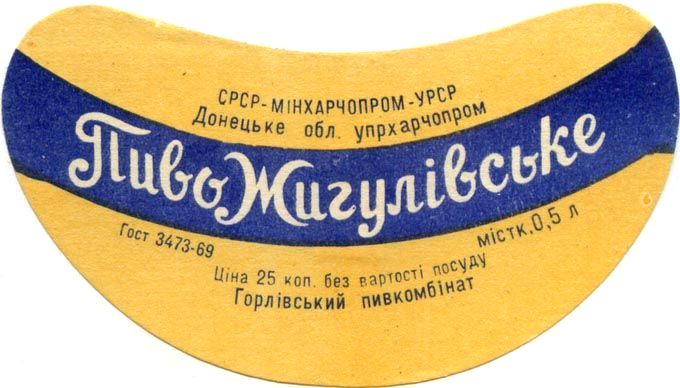 СРСР-МІНХАРЧОПРОМ-УРСР
Донецьке обл. упрхарчопром
Пиво Жигулівське
Гост 3473-69
містк. 0,5 л
Ціна 25 коп. без вартості посуду
Горлівський пивкомбінат